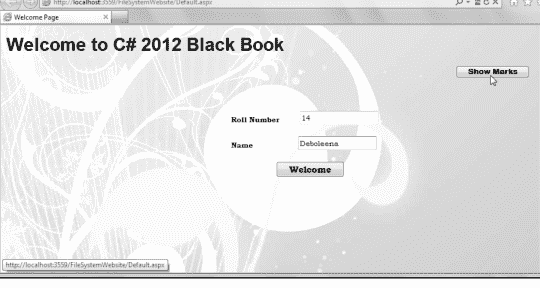 http://localhost:3559/FileSystemWebsite/Default.aspx
Welcome Page
Welcome to C# 2012 Black Book
Show Marks
Roll Number 14
Name Deboleena
Welcome
http://localhost:3559/FileSystemWebsite/Default.aspx